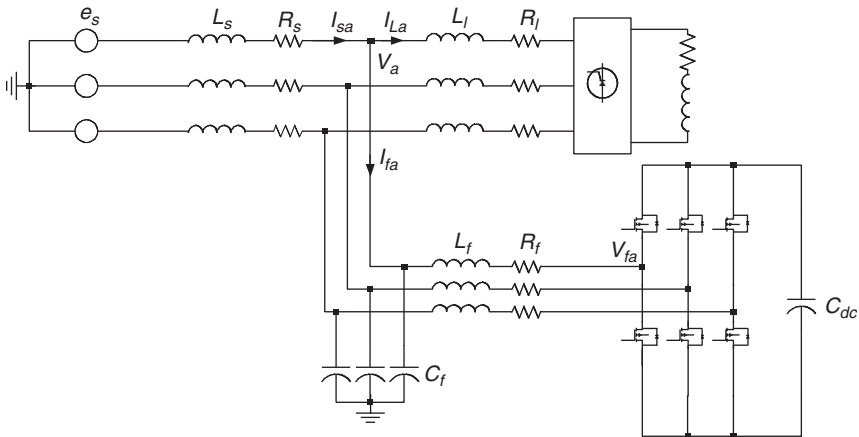 e_s L_s R_s I_sa I_La L_l R_l
V_a
I_fa
L_f R_f V_fa
C_dc
C_f